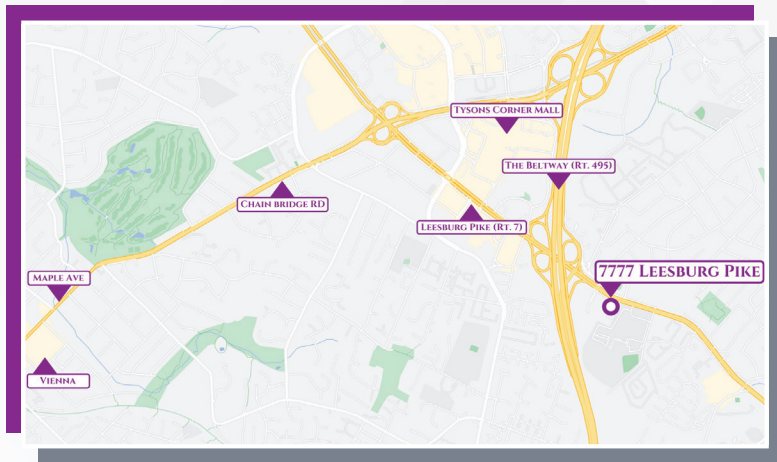 Tysons Corner Mall
The Beltway (Rt. 495)
Chain bridge RD
Leesburg Pike (Rt. 7)
7777 Leesburg Pike
Maple Ave
Vienna